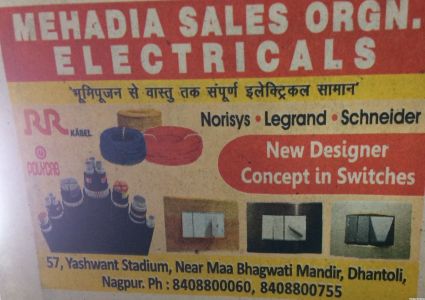 MEHADIA SALES ORGN.
ELECTRICALS
'भूमिपूजन से वास्तु तक संपूर्ण इलेक्ट्रिकल सामान'
RR
KABEL
Norisys • Legrand • Schneider
POLYCAB
New Designer
Concept in Switches
57, Yashwant Stadium, Near Maa Bhagwati Mandir, Dhantoli,
Nagpur. Ph : 8408800060, 8408800755